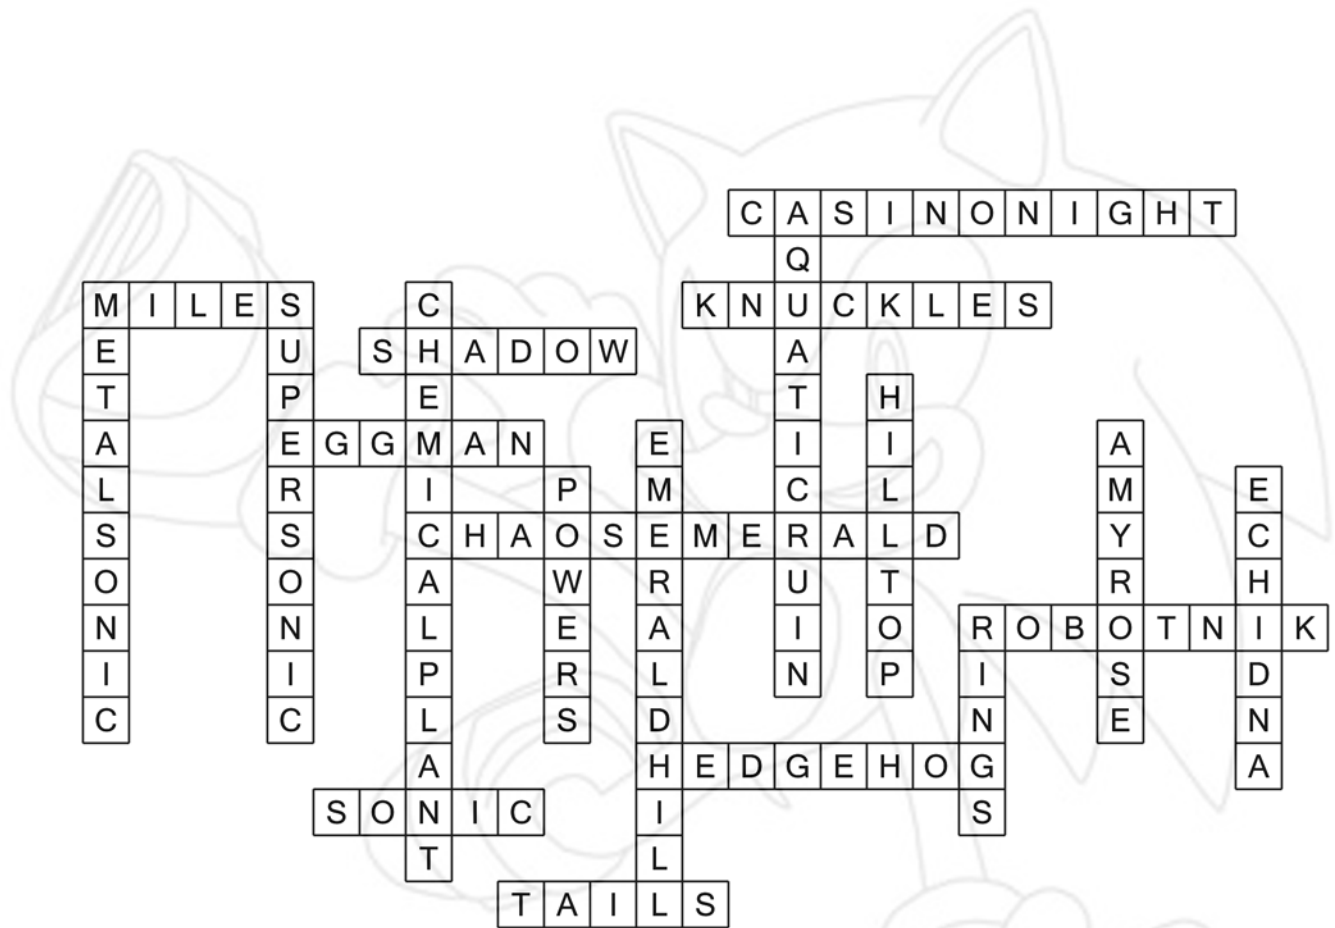 CASINONIGHT
AQUATICRUIN
MILES
METALSONIC
SUPERSONIC
CHEMICALPLANT
KNUCKLES
SHADOW
HILLTOP
EGGMAN
EMERALDHILL
AMYROSE
POWERS
ECHIDNA
CHAOSEMERALD
ROBOTNIK
RINGS
HEDGEHOG
SONIC
TAILS